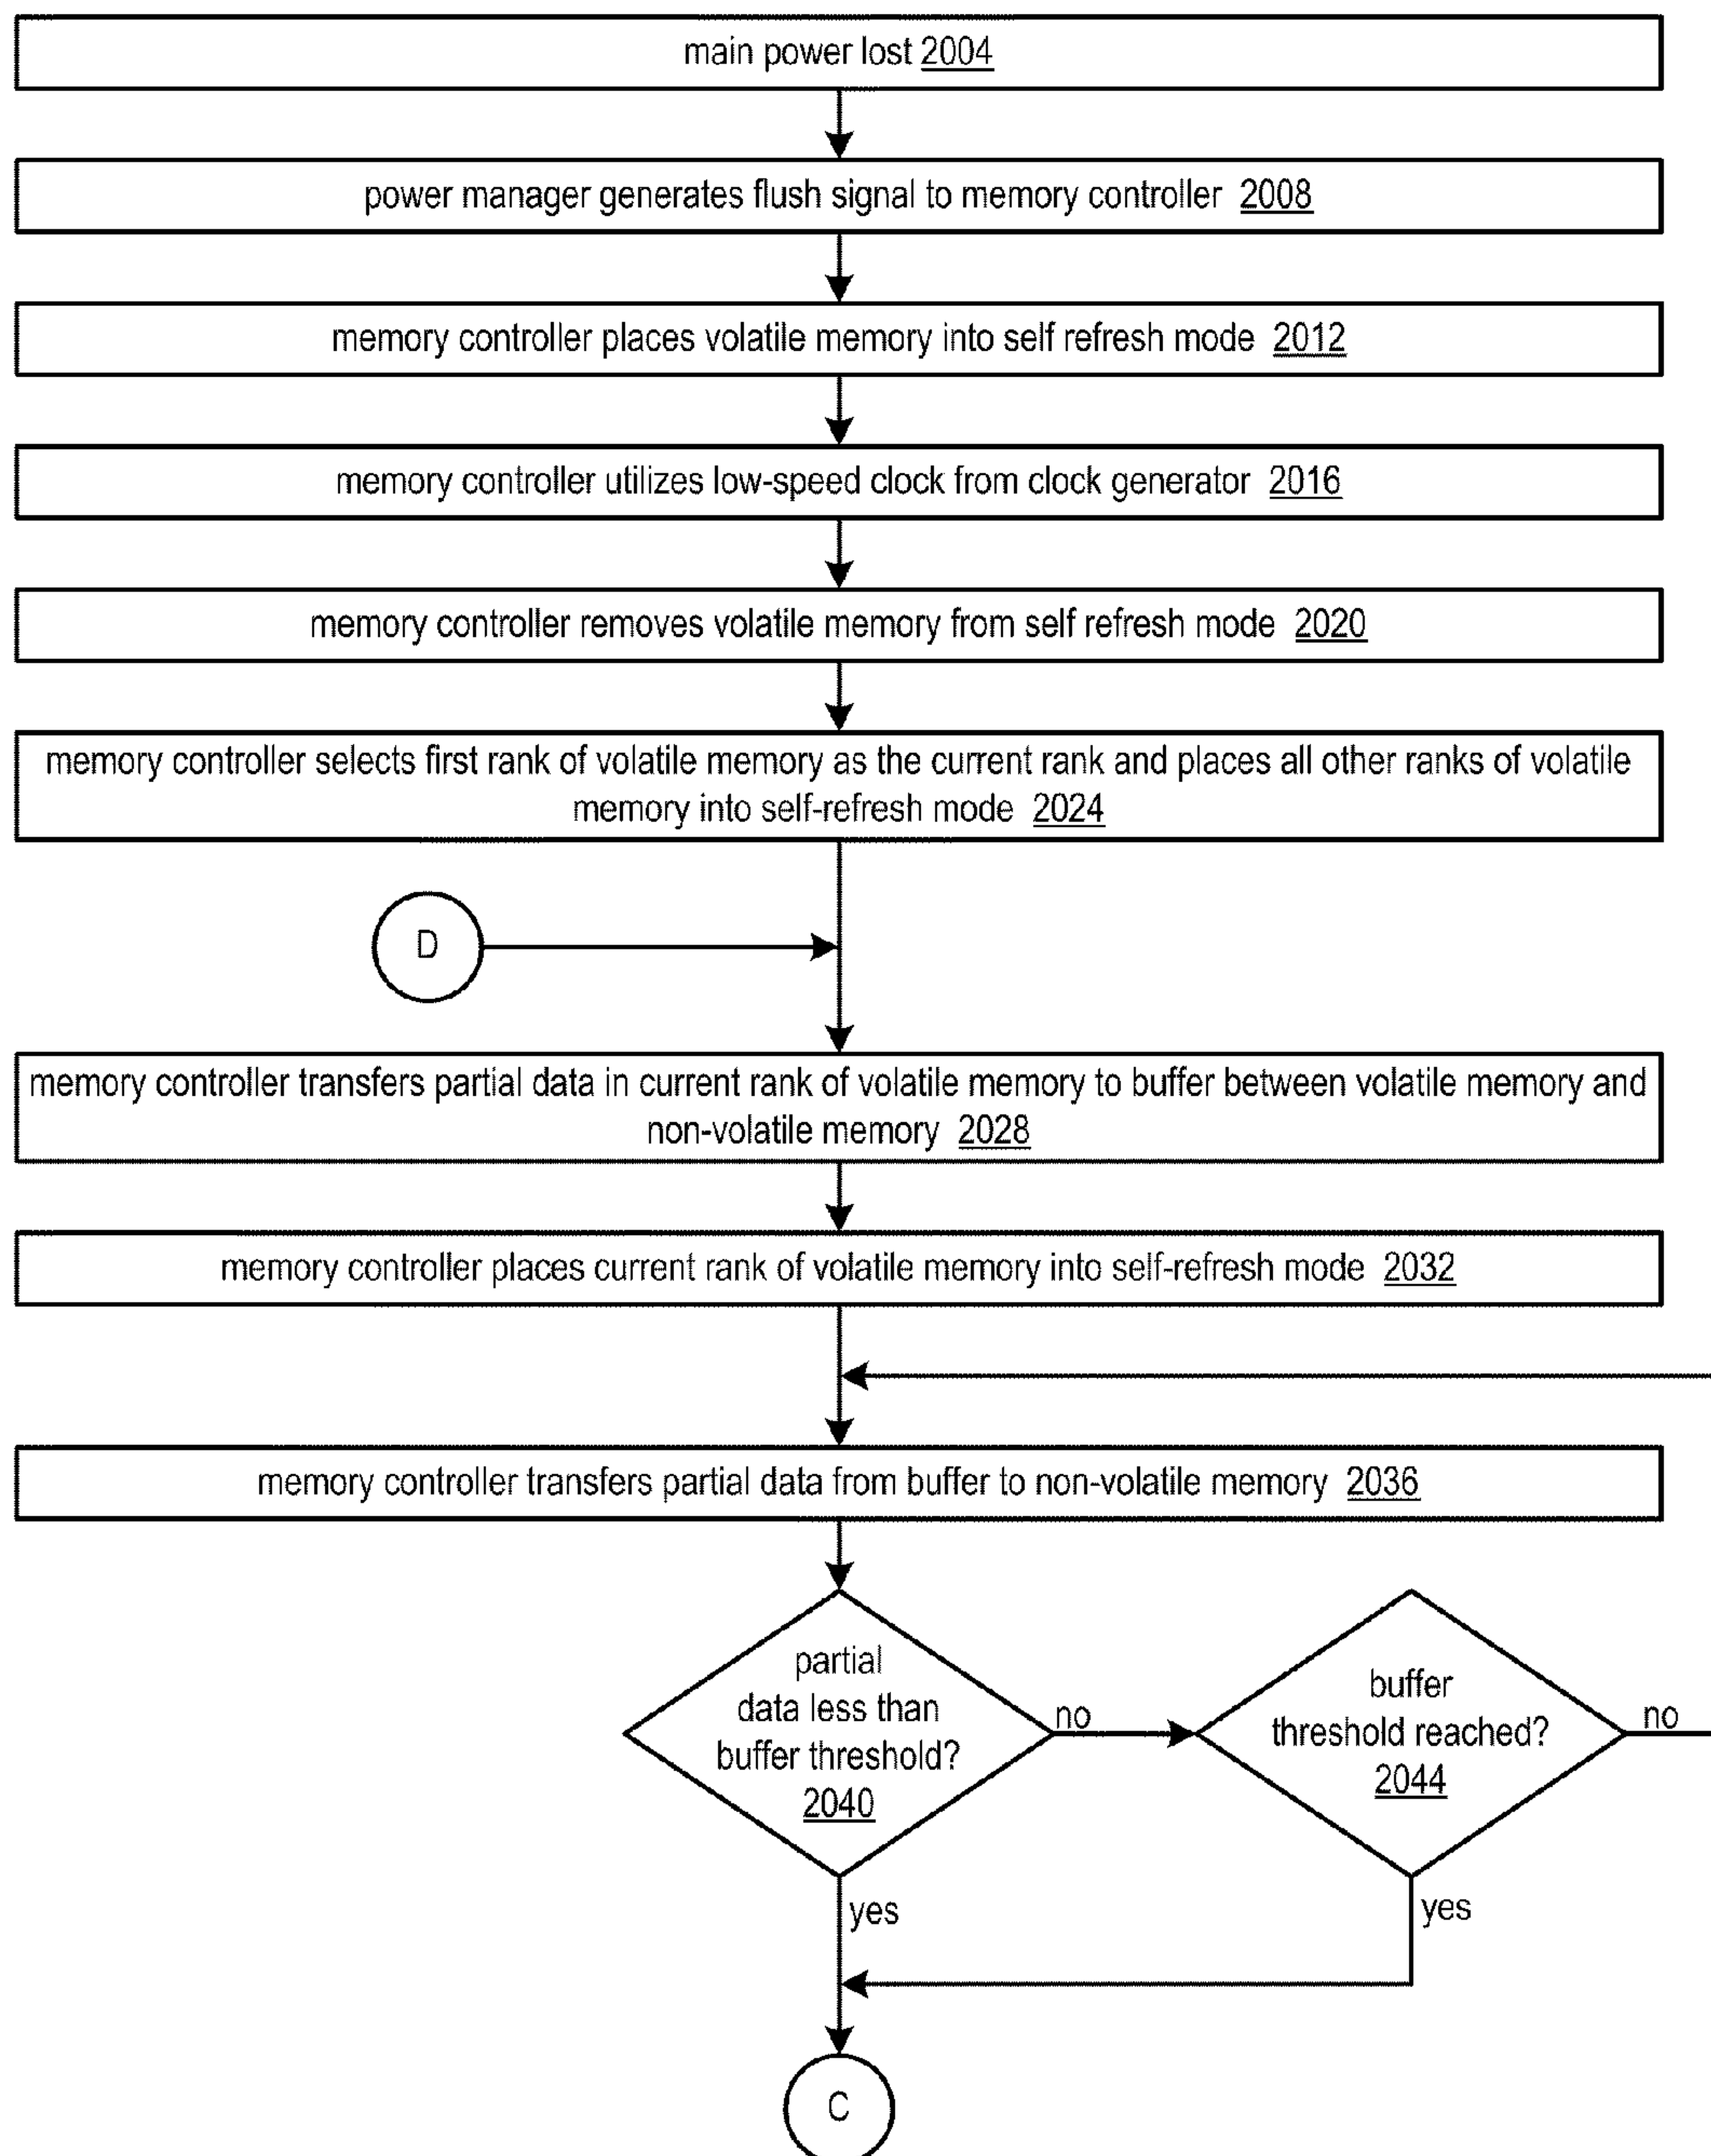 main power lost 2004
power manager generates flush signal to memory controller 2008
memory controller places volatile memory into self refresh mode 2012
memory controller utilizes low-speed clock from clock generator 2016
memory controller removes volatile memory from self refresh mode 2020
memory controller selects first rank of volatile memory as the current rank and places all other ranks of volatile
memory into self-refresh mode 2024
D
memory controller transfers partial data in current rank of volatile memory to buffer between volatile memory and
non-volatile memory 2028
memory controller places current rank of volatile memory into self-refresh mode 2032
memory controller transfers partial data from buffer to non-volatile memory 2036
partial
data less than
buffer threshold?
2040
no
buffer
threshold reached?
2044
no
yes
yes
C